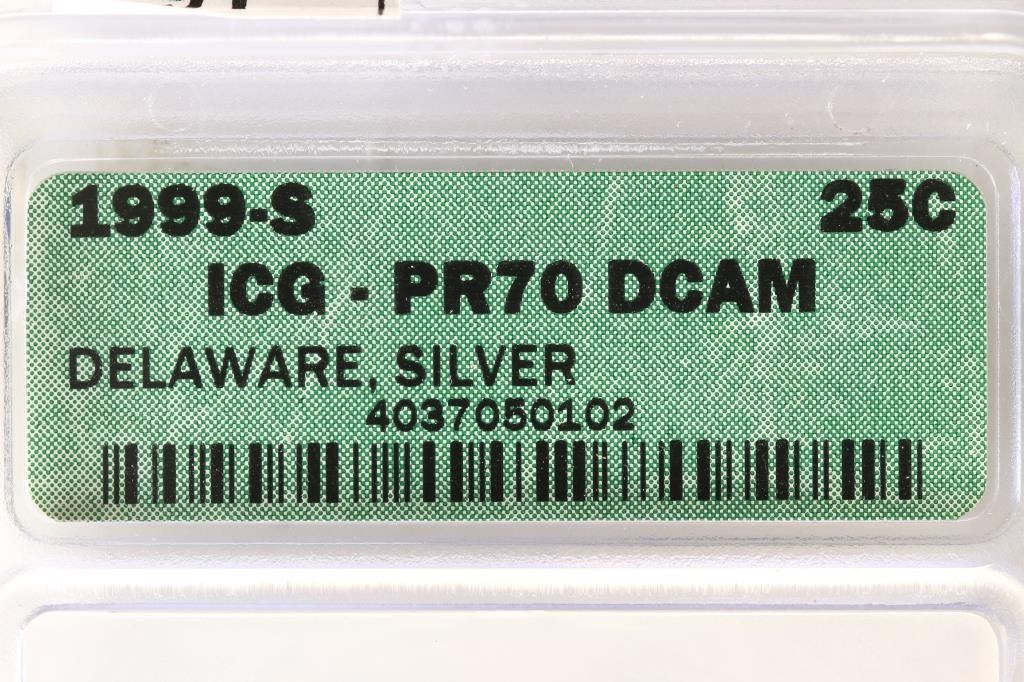 1999-S 25C
ICG - PR70 DCAM
DELAWARE, SILVER
4037050102